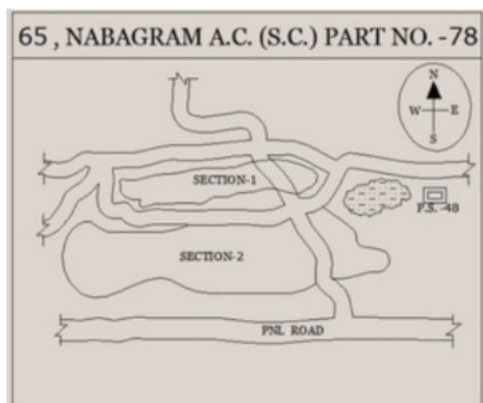 65, NABAGRAM A.C. (S.C.) PART NO. -78
N
W E
S
SECTION-1
P.S. -48
SECTION-2
PNL ROAD